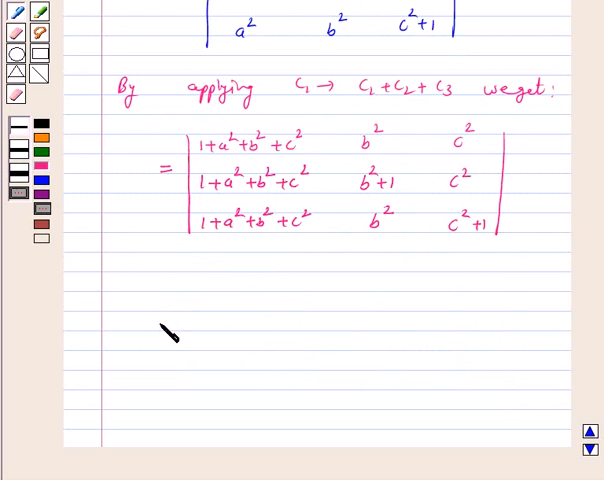 a² b² c²+1
By applying C₁ → C₁ + C₂ + C₃ we get:
1+a²+b²+c² b² c²
= 1+a²+b²+c² b²+1 c²
1+a²+b²+c² b² c²+1